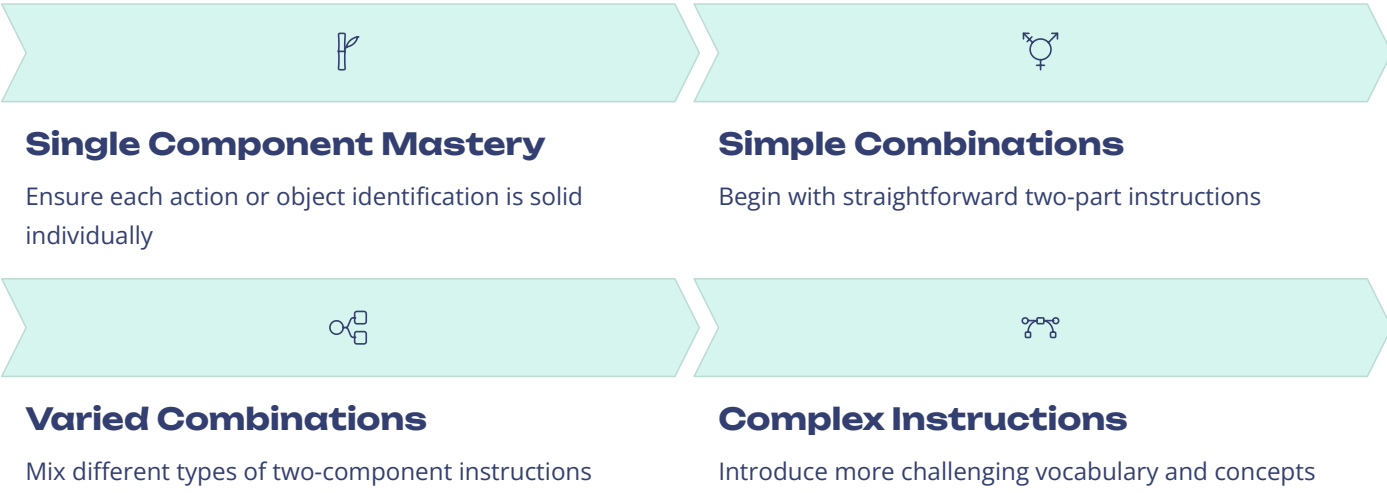 Single Component Mastery
Ensure each action or object identification is solid
individually
Simple Combinations
Begin with straightforward two-part instructions
Varied Combinations
Mix different types of two-component instructions
Complex Instructions
Introduce more challenging vocabulary and concepts